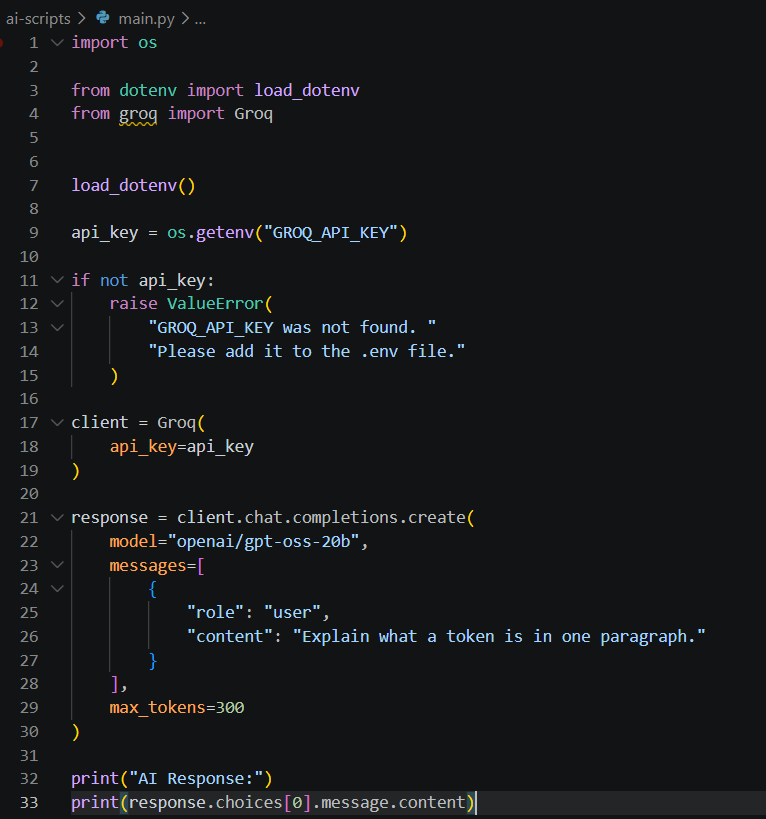 ai-scripts > main.py > ...
1 import os
2
3 from dotenv import load_dotenv
4 from groq import Groq
5
6
7 load_dotenv()
8
9 api_key = os.getenv("GROQ_API_KEY")
10
11 if not api_key:
12     raise ValueError(
13         "GROQ_API_KEY was not found. "
14         "Please add it to the .env file."
15     )
16
17 client = Groq(
18     api_key=api_key
19 )
20
21 response = client.chat.completions.create(
22     model="openai/gpt-oss-20b",
23     messages=[
24         {
25             "role": "user",
26             "content": "Explain what a token is in one paragraph."
27         }
28     ],
29     max_tokens=300
30 )
31
32 print("AI Response:")
33 print(response.choices[0].message.content)